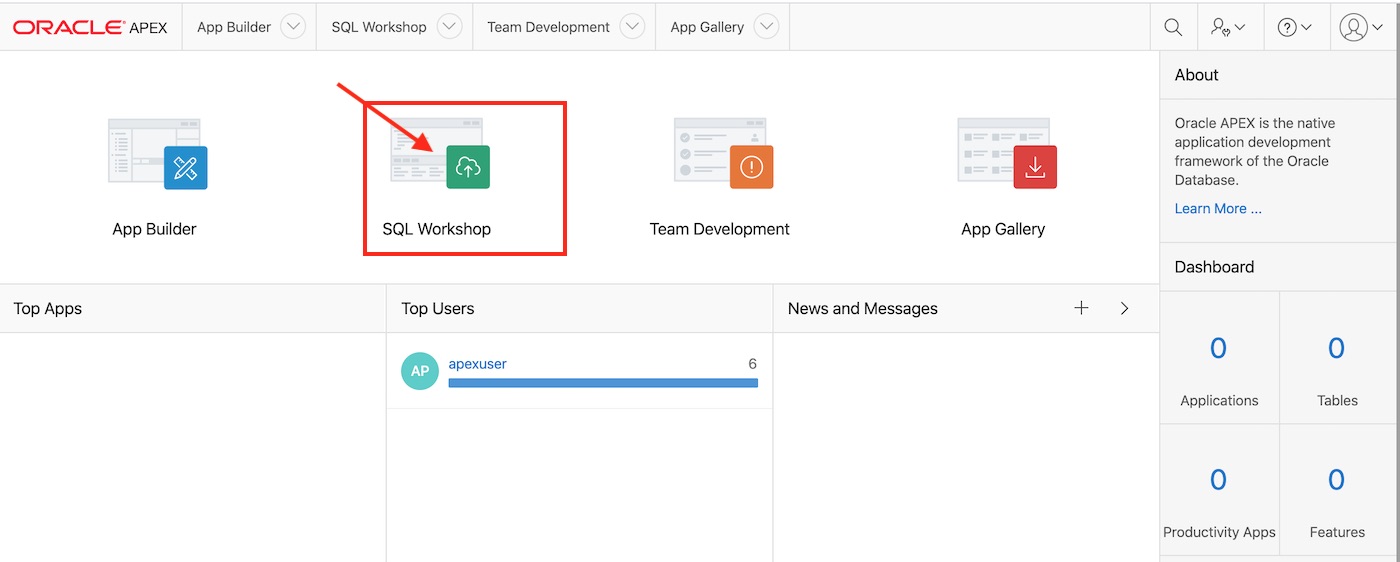 ORACLE APEX
App Builder
SQL Workshop
Team Development
App Gallery
App Builder
SQL Workshop
Team Development
App Gallery
About
Oracle APEX is the native
application development
framework of the Oracle
Database.
Learn More ...
Dashboard
0
Applications
0
Tables
0
Productivity Apps
0
Features
Top Apps
Top Users
AP
apexuser
6
News and Messages